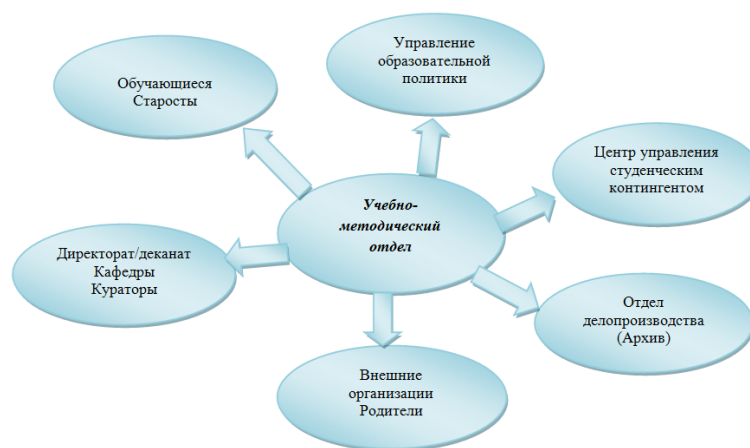 Управление
образовательной
политики
Обучающиеся
Старосты
Центр управления
студенческим
контингентом
Учебно-
методический
отдел
Директорат/деканат
Кафедры
Кураторы
Отдел
делопроизводства
(Архив)
Внешние
организации
Родители